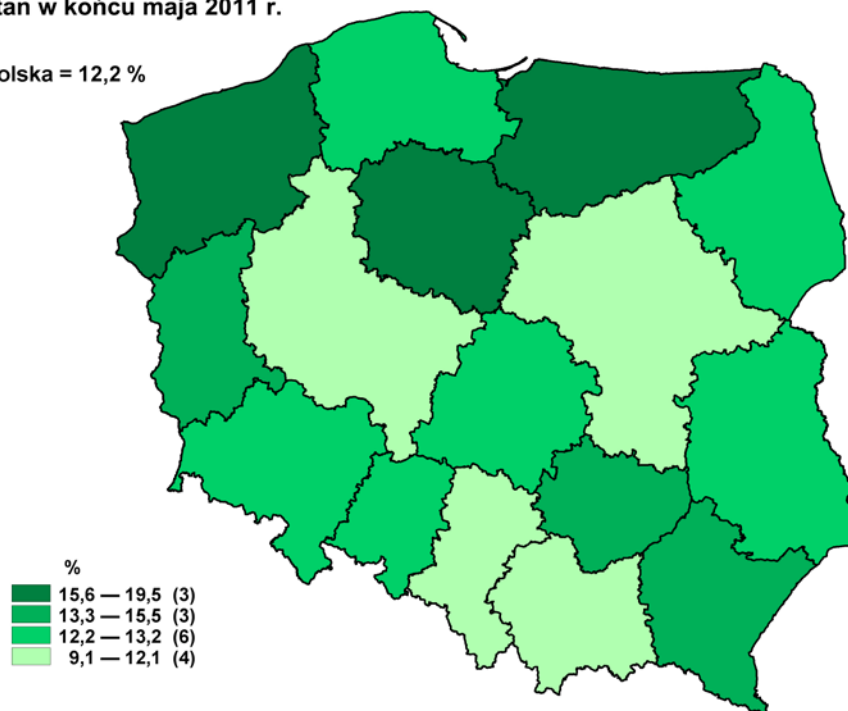 tan w końcu maja 2011 r.
olska = 12,2 %
%
15,6 — 19,5 (3)
13,3 — 15,5 (3)
12,2 — 13,2 (6)
9,1 — 12,1 (4)